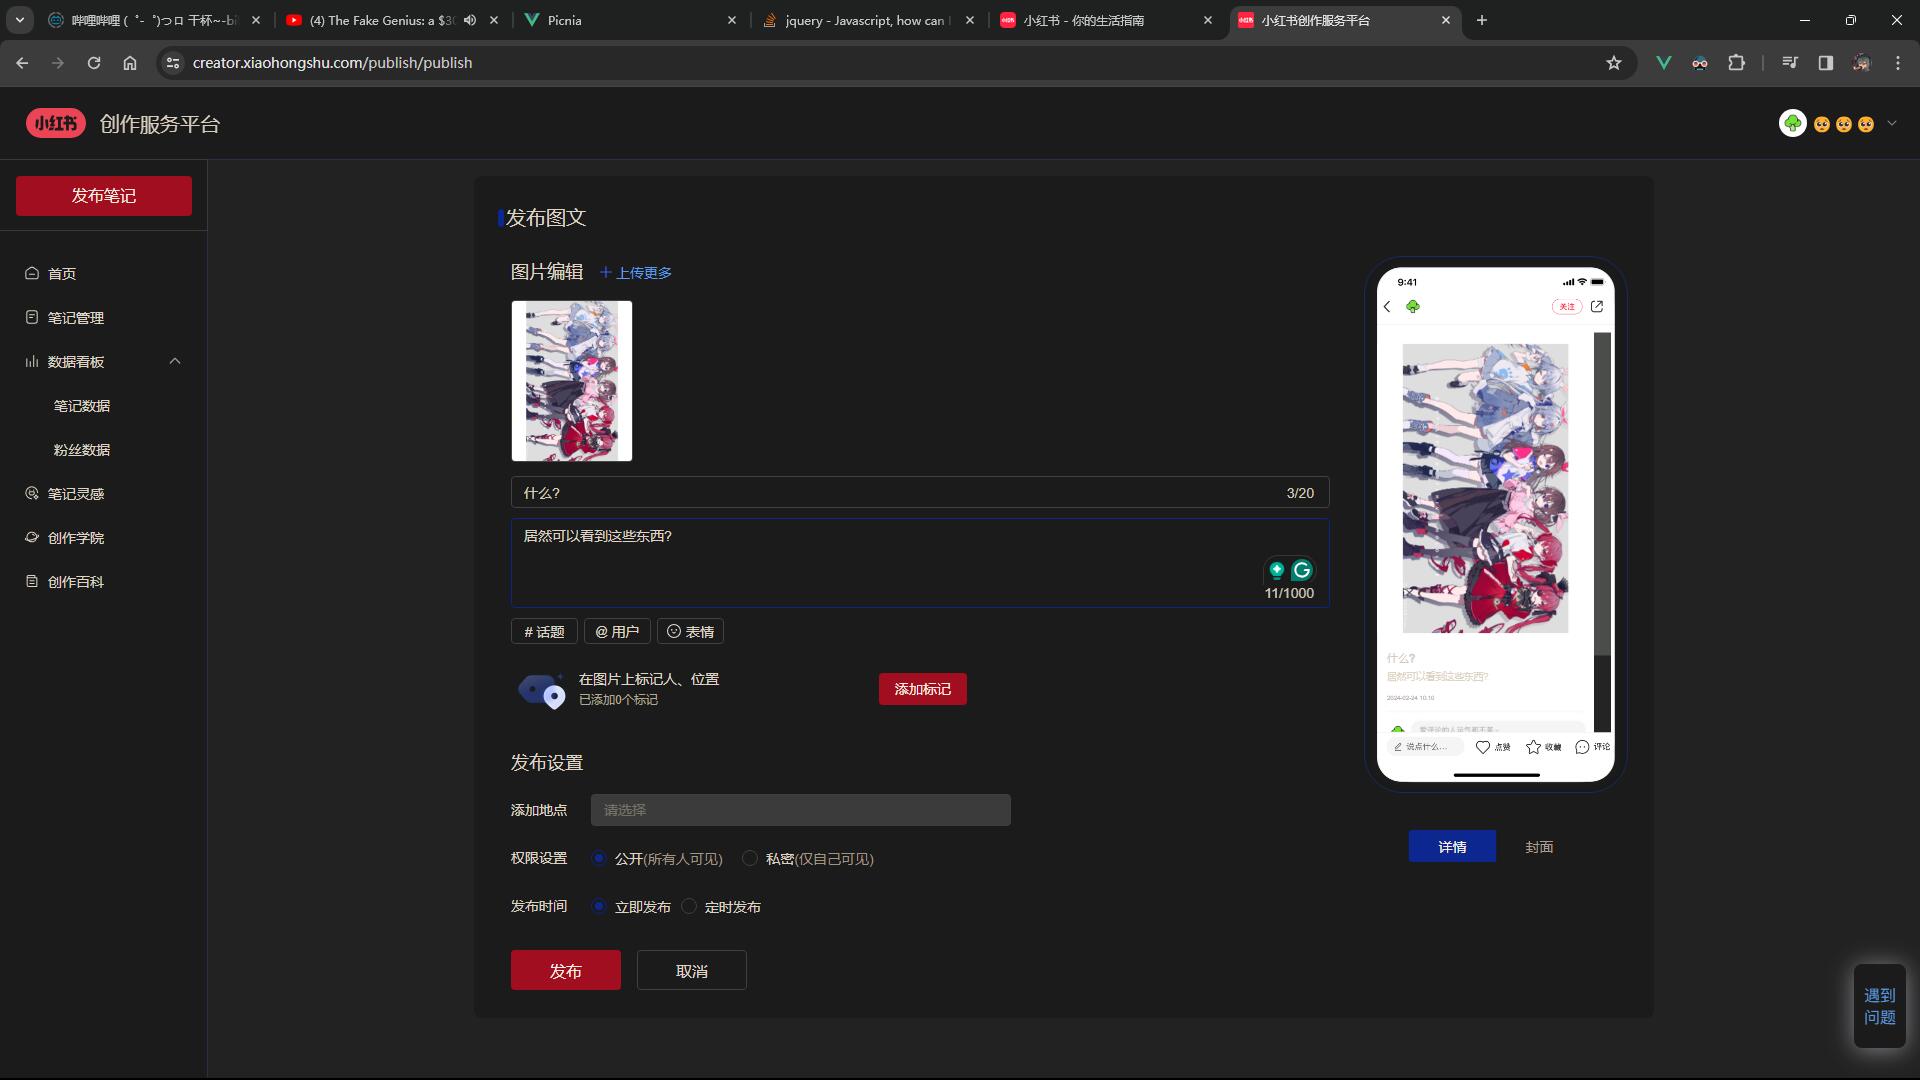 哔哩哔哩 (゜-゜)つロ 干杯~-bi
(4) The Fake Genius: a $3
Picnia
jquery - Javascript, how can
小红书 - 你的生活指南
小红书创作服务平台
creator.xiaohongshu.com/publish/publish
小红书 创作服务平台
发布笔记
首页
笔记管理
数据看板
笔记数据
粉丝数据
笔记灵感
创作学院
创作百科
发布图文
图片编辑
上传更多
什么?
3/20
居然可以看到这些东西?
11/1000
# 话题
@ 用户
表情
在图片上标记人、位置
已添加0个标记
添加标记
发布设置
添加地点
请选择
权限设置
公开(所有人可见)
私密(仅自己可见)
发布时间
立即发布
定时发布
发布
取消
9:41
关注
什么?
居然可以看到这些东西?
2024-02-24 10:10
说点什么...
点赞
收藏
评论
详情
封面
遇到
问题